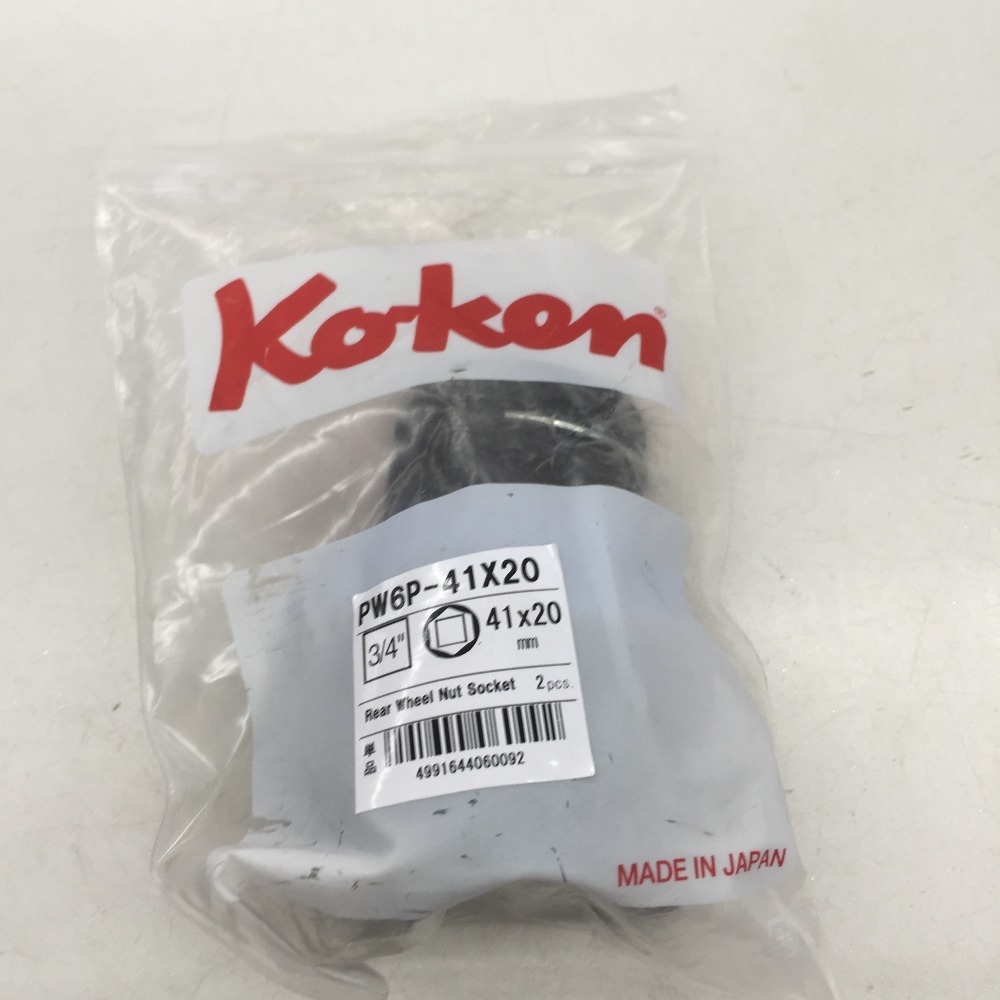 Ko-ken®
PW6P-41X20
3/4" 41x20
mm
Rear Wheel Nut Socket 2pcs.
単品
4991644060092
MADE IN JAPAN